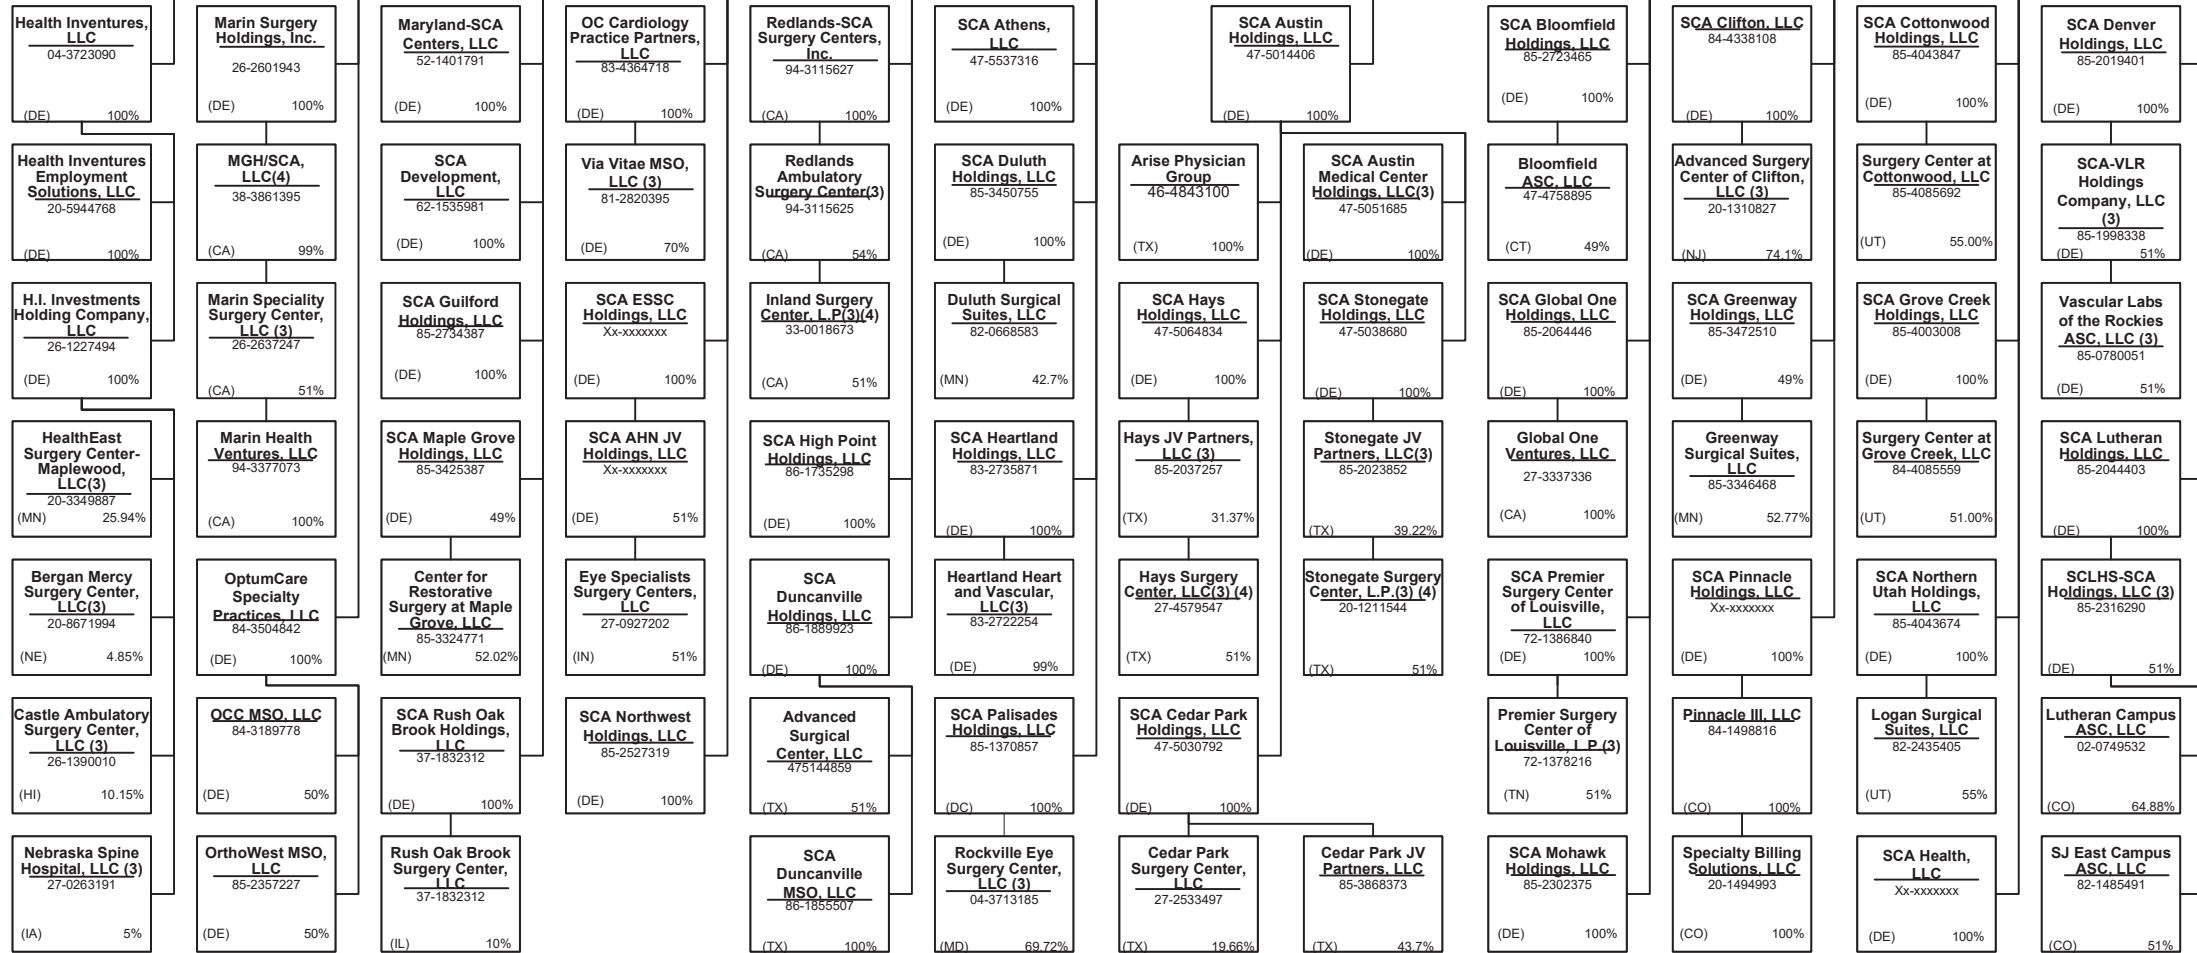 Health Inventures,
LLC
04-3723090
(DE) 100%
Marin Surgery
Holdings, Inc.
26-2601943
(DE) 100%
Maryland-SCA
Centers, LLC
52-1401791
(DE) 100%
OC Cardiology
Practice Partners,
LLC
83-4364718
(DE) 100%
Redlands-SCA
Surgery Centers,
Inc.
94-3115627
(CA) 100%
SCA Athens,
LLC
47-5537316
(DE) 100%
SCA Austin
Holdings, LLC
47-5014406
(DE) 100%
SCA Bloomfield
Holdings, LLC
85-2723465
(DE) 100%
SCA Clifton, LLC
84-4338108
(DE) 100%
SCA Cottonwood
Holdings, LLC
85-4043847
(DE) 100%
SCA Denver
Holdings, LLC
85-2019401
(DE) 100%
Health Inventures
Employment
Solutions, LLC
20-5944768
(DE) 100%
MGH/SCA,
LLC(4)
38-3861395
(CA) 99%
SCA
Development,
LLC
62-1535981
(DE) 100%
Via Vitae MSO,
LLC (3)
81-2820395
(DE) 70%
Redlands
Ambulatory
Surgery Center(3)
94-3115625
(CA) 54%
SCA Duluth
Holdings, LLC
85-3450755
(DE) 100%
Arise Physician
Group
46-4843100
(TX) 100%
SCA Austin
Medical Center
Holdings, LLC(3)
47-5051685
(DE) 100%
Bloomfield
ASC, LLC
47-4758895
(CT) 49%
Advanced Surgery
Center of Clifton,
LLC (3)
20-1310827
(NJ) 74.1%
Surgery Center at
Cottonwood, LLC
85-4085692
(UT) 55.00%
SCA-VLR
Holdings
Company, LLC
(3)
85-1998338
(DE) 51%
H.I. Investments
Holding Company,
LLC
26-1227494
(DE) 100%
Marin Speciality
Surgery Center,
LLC (3)
26-2637247
(CA) 51%
SCA Guilford
Holdings, LLC
85-2734387
(DE) 100%
SCA ESSC
Holdings, LLC
Xx-xxxxxxx
(DE) 100%
Inland Surgery
Center, L.P(3)(4)
33-0018673
(CA) 51%
Duluth Surgical
Suites, LLC
82-0668583
(MN) 42.7%
SCA Hays
Holdings, LLC
47-5064834
(DE) 100%
SCA Stonegate
Holdings, LLC
47-5038680
(DE) 100%
SCA Global One
Holdings, LLC
85-2064446
(DE) 100%
SCA Greenway
Holdings, LLC
85-3472510
(DE) 49%
SCA Grove Creek
Holdings, LLC
85-4003008
(DE) 100%
Vascular Labs
of the Rockies
ASC, LLC (3)
85-0780051
(DE) 51%
HealthEast
Surgery Center-
Maplewood,
LLC(3)
20-3349887
(MN) 25.94%
Marin Health
Ventures, LLC
94-3377073
(CA) 100%
SCA Maple Grove
Holdings, LLC
85-3425387
(DE) 49%
SCA AHN JV
Holdings, LLC
Xx-xxxxxxx
(DE) 51%
SCA High Point
Holdings, LLC
86-1735298
(DE) 100%
SCA Heartland
Holdings, LLC
83-2735871
(DE) 100%
Hays JV Partners,
LLC (3)
85-2037257
(TX) 31.37%
Stonegate JV
Partners, LLC(3)
85-2023852
(TX) 39.22%
Global One
Ventures, LLC
27-3337336
(CA) 100%
Greenway
Surgical Suites,
LLC
85-3346468
(MN) 52.77%
Surgery Center at
Grove Creek, LLC
84-4085559
(UT) 51.00%
SCA Lutheran
Holdings, LLC
85-2044403
(DE) 100%
Bergan Mercy
Surgery Center,
LLC(3)
20-8671994
(NE) 4.85%
OptumCare
Specialty
Practices, LLC
84-3504842
(DE) 100%
Center for
Restorative
Surgery at Maple
Grove, LLC
85-3324771
(MN) 52.02%
Eye Specialists
Surgery Centers,
LLC
27-0927202
(IN) 51%
SCA
Duncanville
Holdings, LLC
86-1889923
(DE) 100%
Heartland Heart
and Vascular,
LLC(3)
83-2722254
(DE) 99%
Hays Surgery
Center, LLC(3) (4)
27-4579547
(TX) 51%
Stonegate Surgery
Center, L.P.(3) (4)
20-1211544
(TX) 51%
SCA Premier
Surgery Center
of Louisville,
LLC
72-1386840
(DE) 100%
SCA Pinnacle
Holdings, LLC
Xx-xxxxxxx
(DE) 100%
SCA Northern
Utah Holdings,
LLC
85-4043674
(DE) 100%
SCLHS-SCA
Holdings, LLC (3)
85-2316290
(DE) 51%
Castle Ambulatory
Surgery Center,
LLC (3)
26-1390010
(HI) 10.15%
OCC MSO, LLC
84-3189778
(DE) 50%
SCA Rush Oak
Brook Holdings,
LLC
37-1832312
(DE) 100%
SCA Northwest
Holdings, LLC
85-2527319
(DE) 100%
Advanced
Surgical
Center, LLC
475144859
(TX) 51%
SCA Palisades
Holdings, LLC
85-1370857
(DC) 100%
SCA Cedar Park
Holdings, LLC
47-5030792
(DE) 100%
Premier Surgery
Center of
Louisville, L.P (3)
72-1378216
(TN) 51%
Pinnacle III, LLC
84-1498816
(CO) 100%
Logan Surgical
Suites, LLC
82-2435405
(UT) 55%
Lutheran Campus
ASC, LLC
02-0749532
(CO) 64.88%
Nebraska Spine
Hospital, LLC (3)
27-0263191
(IA) 5%
OrthoWest MSO,
LLC
85-2357227
(DE) 50%
Rush Oak Brook
Surgery Center,
LLC
37-1832312
(IL) 10%
SCA
Duncanville
MSO, LLC
86-1855507
(TX) 100%
Rockville Eye
Surgery Center,
LLC (3)
04-3713185
(MD) 69.72%
Cedar Park
Surgery Center,
LLC
27-2533497
(TX) 19.66%
Cedar Park JV
Partners, LLC
85-3868373
(TX) 43.7%
SCA Mohawk
Holdings, LLC
85-2302375
(DE) 100%
Specialty Billing
Solutions, LLC
20-1494993
(CO) 100%
SCA Health,
LLC
Xx-xxxxxxx
(DE) 100%
SJ East Campus
ASC, LLC
82-1485491
(CO) 51%